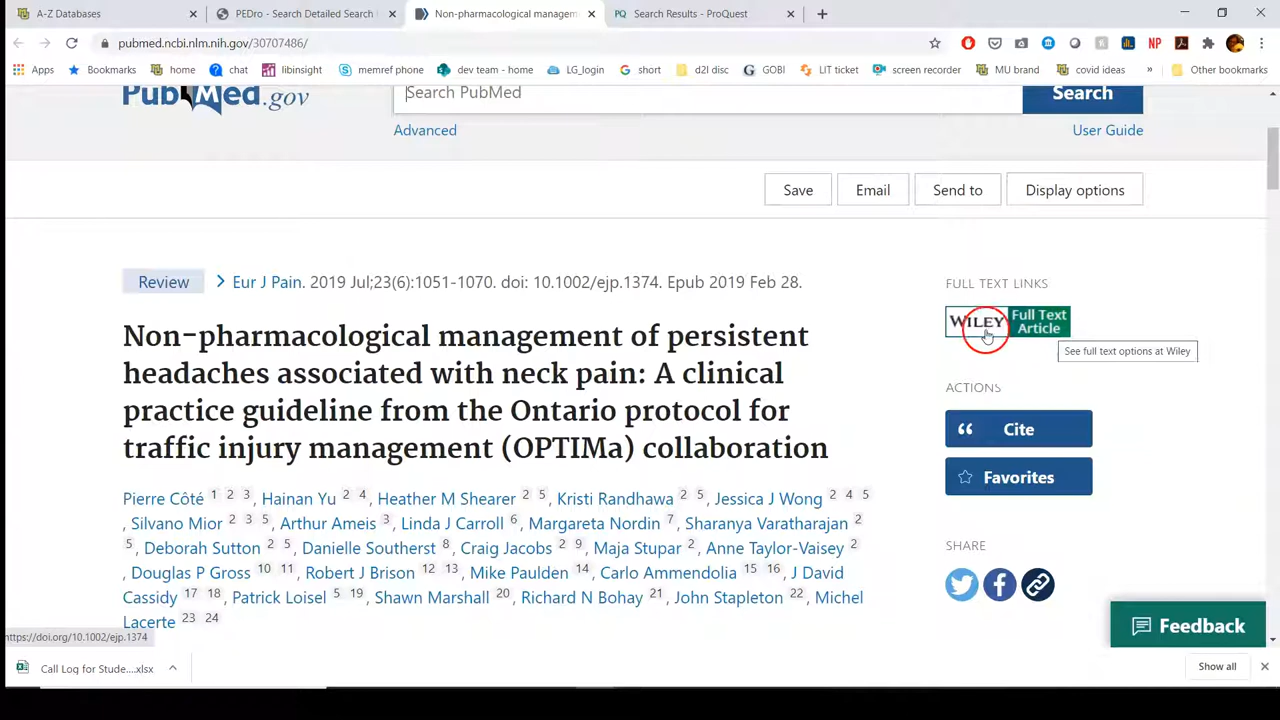 A-Z Databases
PEDro - Search Detailed Search
Non-pharmacological managem
PQ Search Results - ProQuest
pubmed.ncbi.nlm.nih.gov/30707486/
NP
Apps Bookmarks home chat libinsight memref phone dev team - home LG_login short d2l disc GOBI LIT ticket screen recorder MU brand covid ideas » Other bookmarks
PubMed.gov
Search PubMed
Search
Advanced
User Guide
Save Email Send to Display options
Review Eur J Pain. 2019 Jul;23(6):1051-1070. doi: 10.1002/ejp.1374. Epub 2019 Feb 28.
Non-pharmacological management of persistent
headaches associated with neck pain: A clinical
practice guideline from the Ontario protocol for
traffic injury management (OPTIMa) collaboration
Pierre Côté 1 2 3, Hainan Yu 2 4, Heather M Shearer 2 5, Kristi Randhawa 2 5, Jessica J Wong 2 4 5
, Silvano Mior 2 3 5, Arthur Ameis 3, Linda J Carroll 6, Margareta Nordin 7, Sharanya Varatharajan 2
5, Deborah Sutton 2 5, Danielle Southerst 8, Craig Jacobs 2 9, Maja Stupar 2, Anne Taylor-Vaisey 2
, Douglas P Gross 10 11, Robert J Brison 12 13, Mike Paulden 14, Carlo Ammendolia 15 16, J David
Cassidy 17 18, Patrick Loisel 5 19, Shawn Marshall 20, Richard N Bohay 21, John Stapleton 22, Michel
Lacerte 23 24
FULL TEXT LINKS
WILEY Full Text
Article
See full text options at Wiley
ACTIONS
Cite
Favorites
SHARE
Feedback
https://doi.org/10.1002/ejp.1374
Call Log for Stude....xlsx
Show all